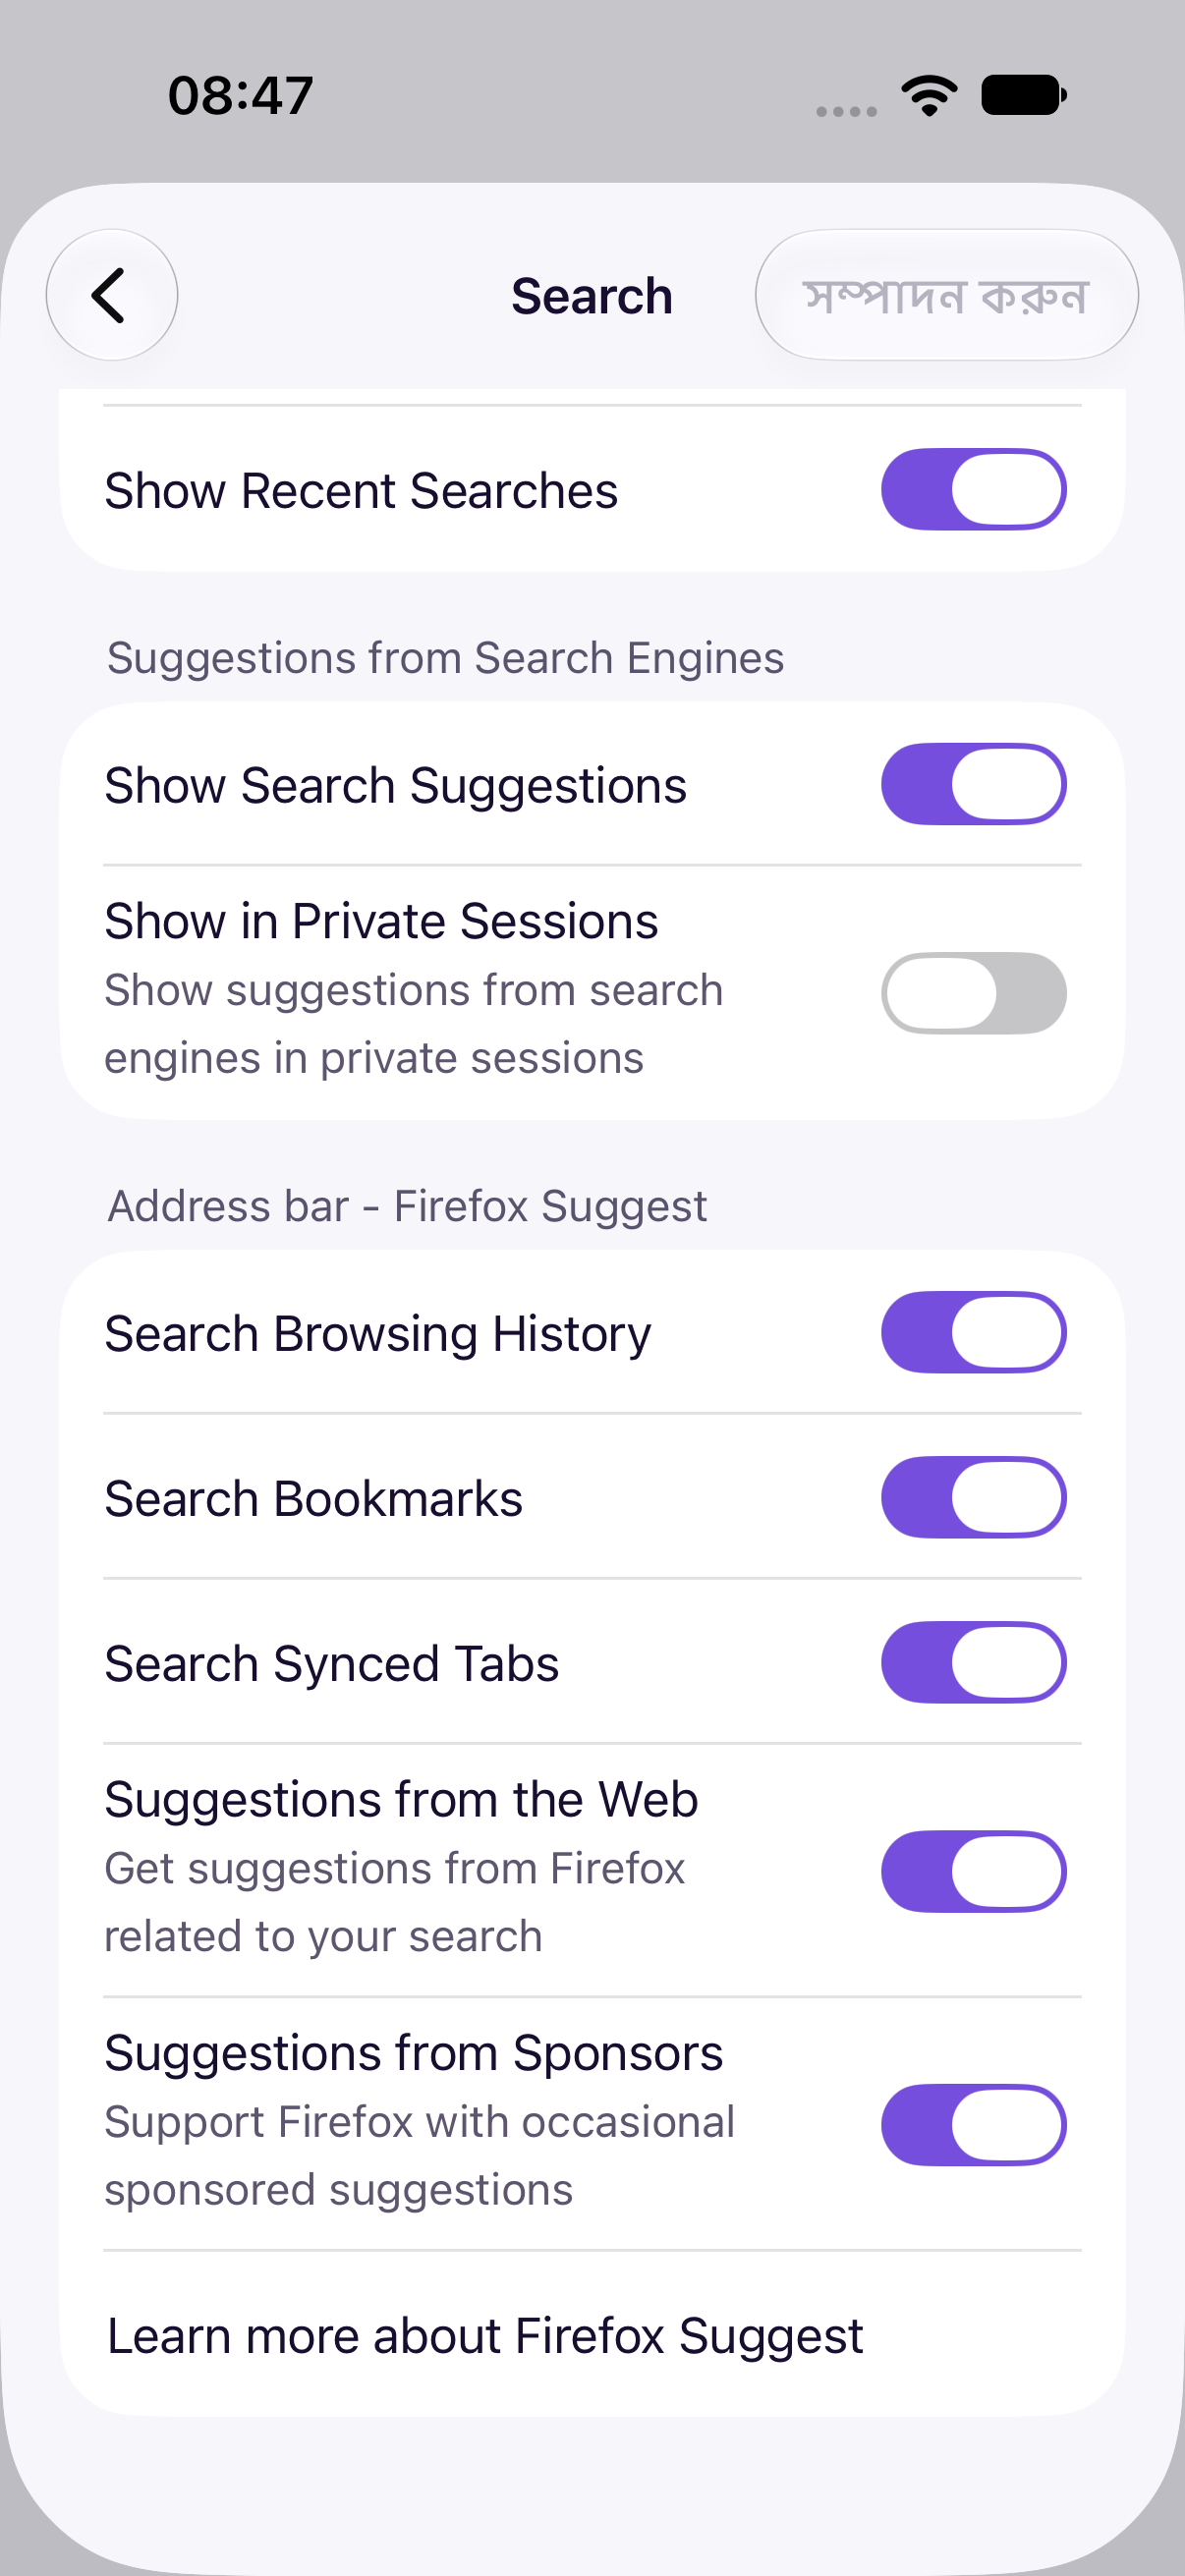 08:47
Search
সম্পাদন করুন
Show Recent Searches
Suggestions from Search Engines
Show Search Suggestions
Show in Private Sessions
Show suggestions from search
engines in private sessions
Address bar - Firefox Suggest
Search Browsing History
Search Bookmarks
Search Synced Tabs
Suggestions from the Web
Get suggestions from Firefox
related to your search
Suggestions from Sponsors
Support Firefox with occasional
sponsored suggestions
Learn more about Firefox Suggest